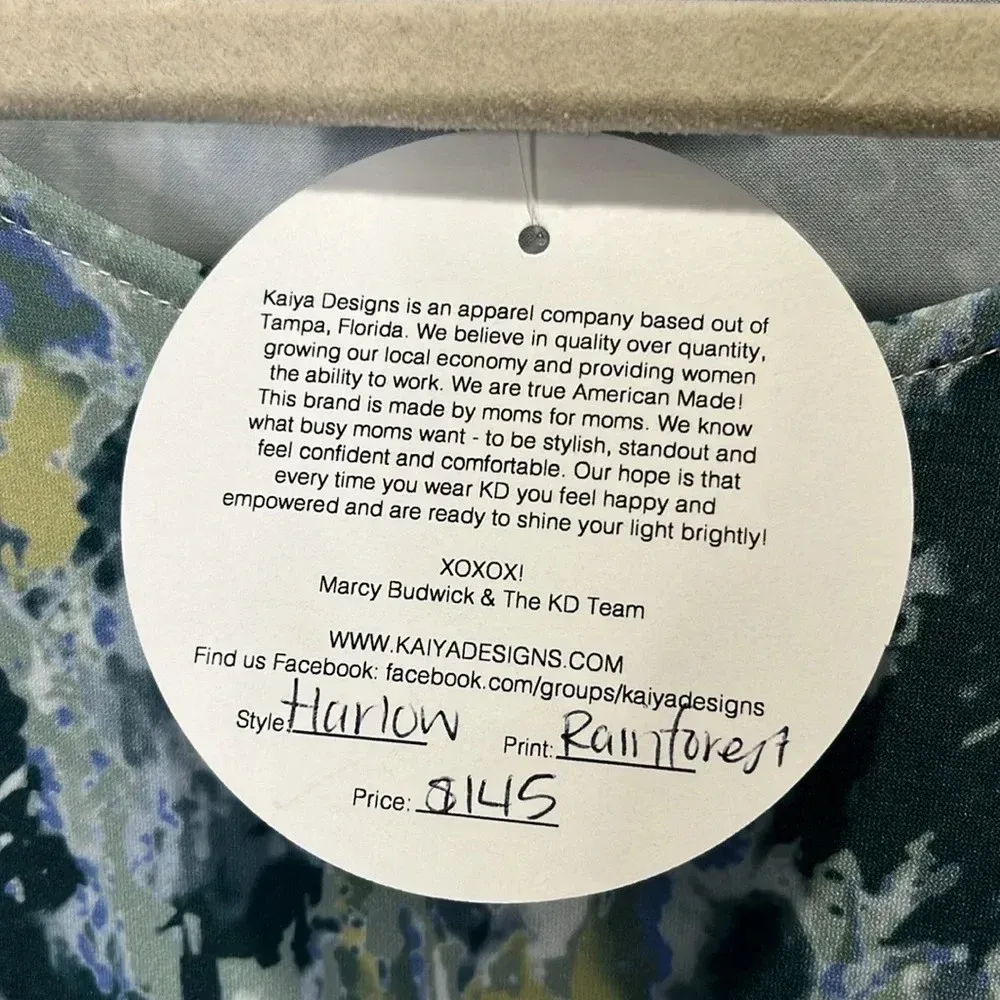 Kaiya Designs is an apparel company based out of
Tampa, Florida. We believe in quality over quantity,
growing our local economy and providing women
the ability to work. We are true American Made!
This brand is made by moms for moms. We know
what busy moms want - to be stylish, standout and
feel confident and comfortable. Our hope is that
every time you wear KD you feel happy and
empowered and are ready to shine your light brightly!
XOXOX!
Marcy Budwick & The KD Team
WWW.KAIYADESIGNS.COM
Find us Facebook: facebook.com/groups/kaiyadesigns
Style: Harlow Print: Rainforest
Price: $145